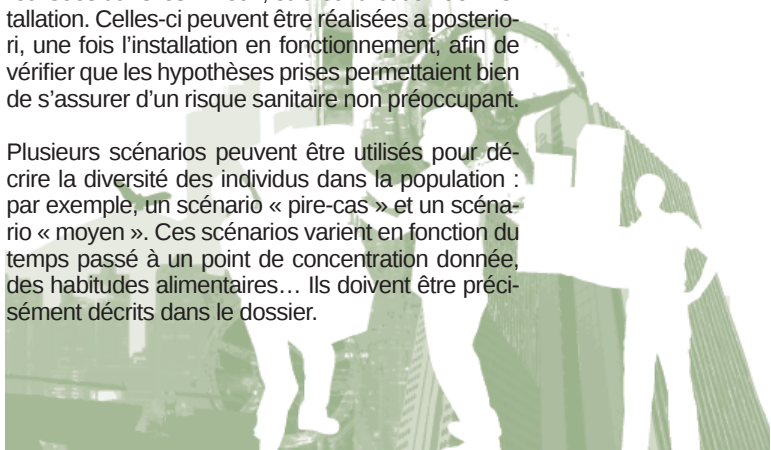 tallation. Celles-ci peuvent être réalisées a posterio-
ri, une fois l’installation en fonctionnement, afin de
vérifier que les hypothèses prises permettaient bien
de s’assurer d’un risque sanitaire non préoccupant.
Plusieurs scénarios peuvent être utilisés pour dé-
crire la diversité des individus dans la population :
par exemple, un scénario « pire-cas » et un scéna-
rio « moyen ». Ces scénarios varient en fonction du
temps passé à un point de concentration donnée,
des habitudes alimentaires… Ils doivent être préci-
sément décrits dans le dossier.